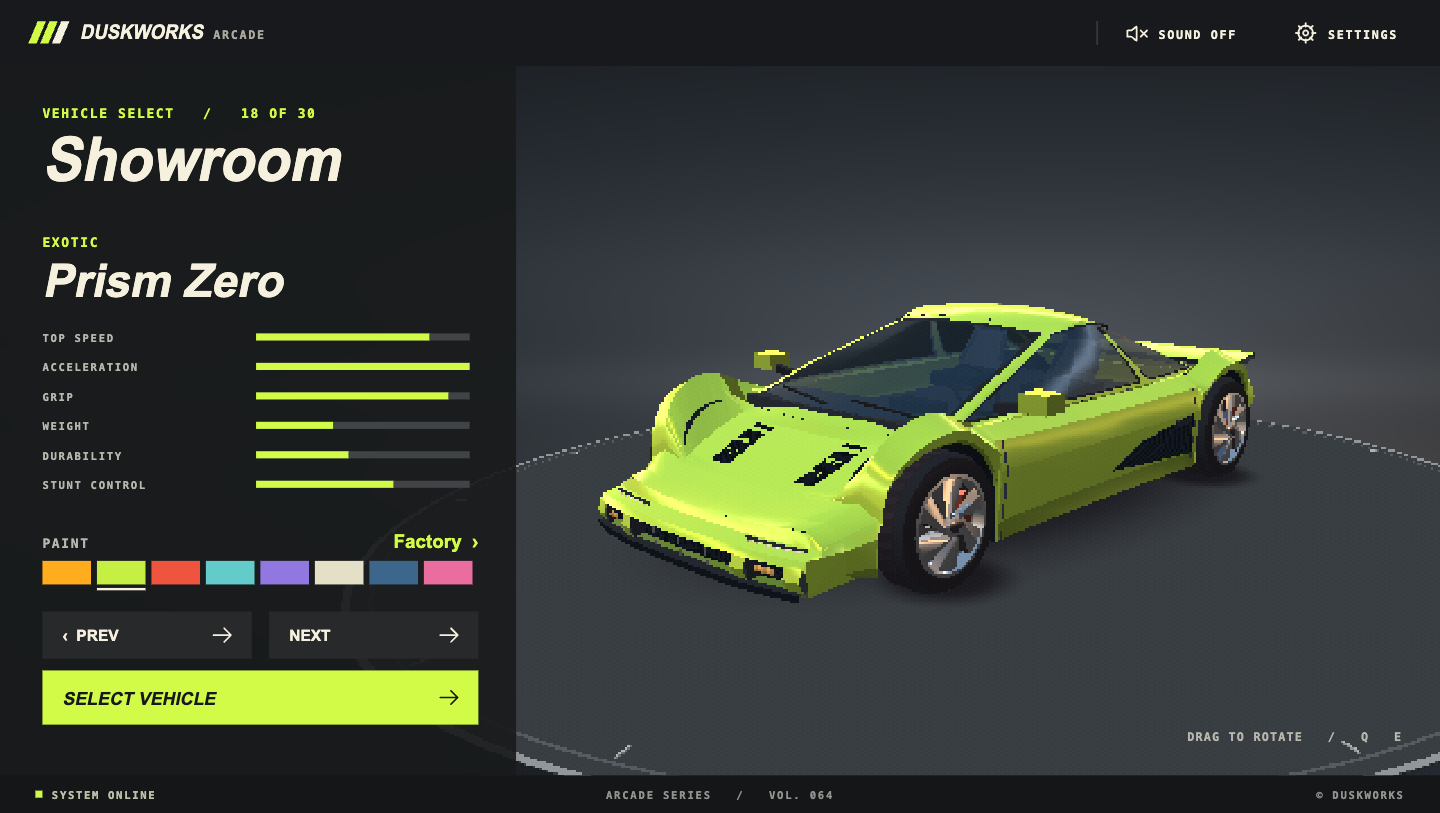 DUSKWORKS ARCADE
SOUND OFF
SETTINGS
VEHICLE SELECT / 18 OF 30
Showroom
EXOTIC
Prism Zero
TOP SPEED
ACCELERATION
GRIP
WEIGHT
DURABILITY
STUNT CONTROL
PAINT
Factory ›
‹ PREV →
NEXT →
SELECT VEHICLE →
DRAG TO ROTATE / Q E
SYSTEM ONLINE
ARCADE SERIES / VOL. 064
© DUSKWORKS